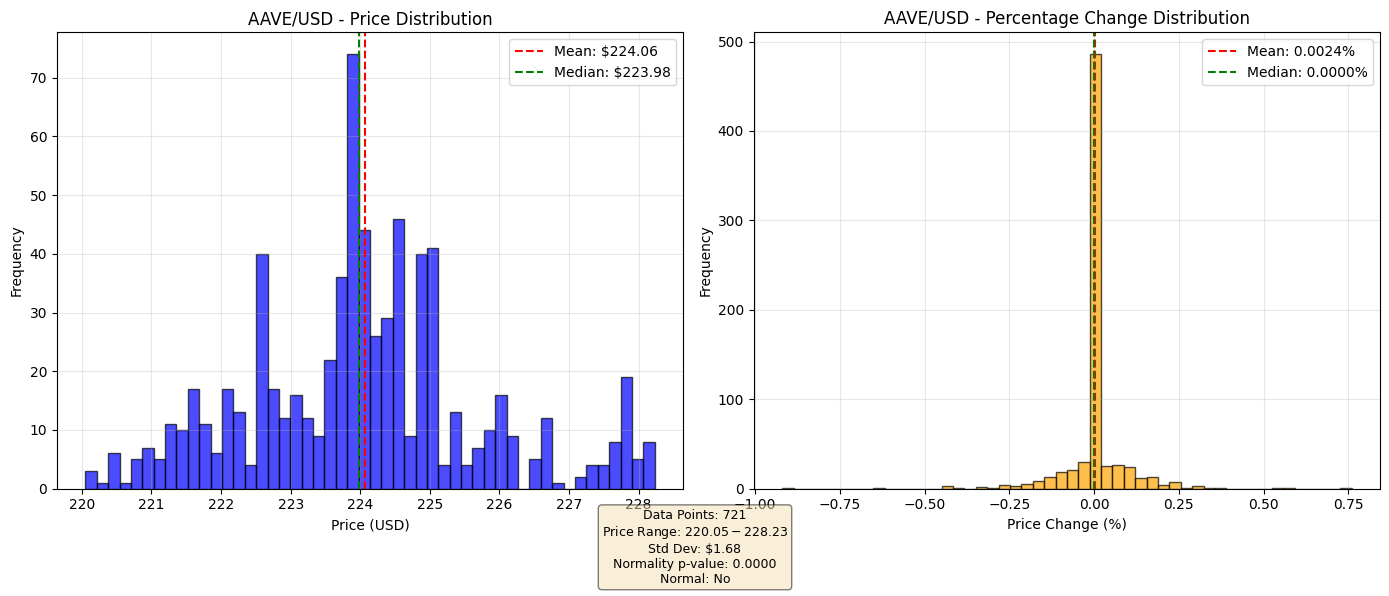 AAVE/USD - Price Distribution
Mean: $224.06
Median: $223.98
70
60
50
40
30
20
10
0
Frequency
220
221
222
223
224
225
226
227
228
Price (USD)
AAVE/USD - Percentage Change Distribution
Mean: 0.0024%
Median: 0.0000%
500
400
300
200
100
0
Frequency
−1.00
−0.75
−0.50
−0.25
0.00
0.25
0.50
0.75
Price Change (%)
Data Points: 721
Price Range: 220.05 − 228.23
Std Dev: $1.68
Normality p-value: 0.0000
Normal: No